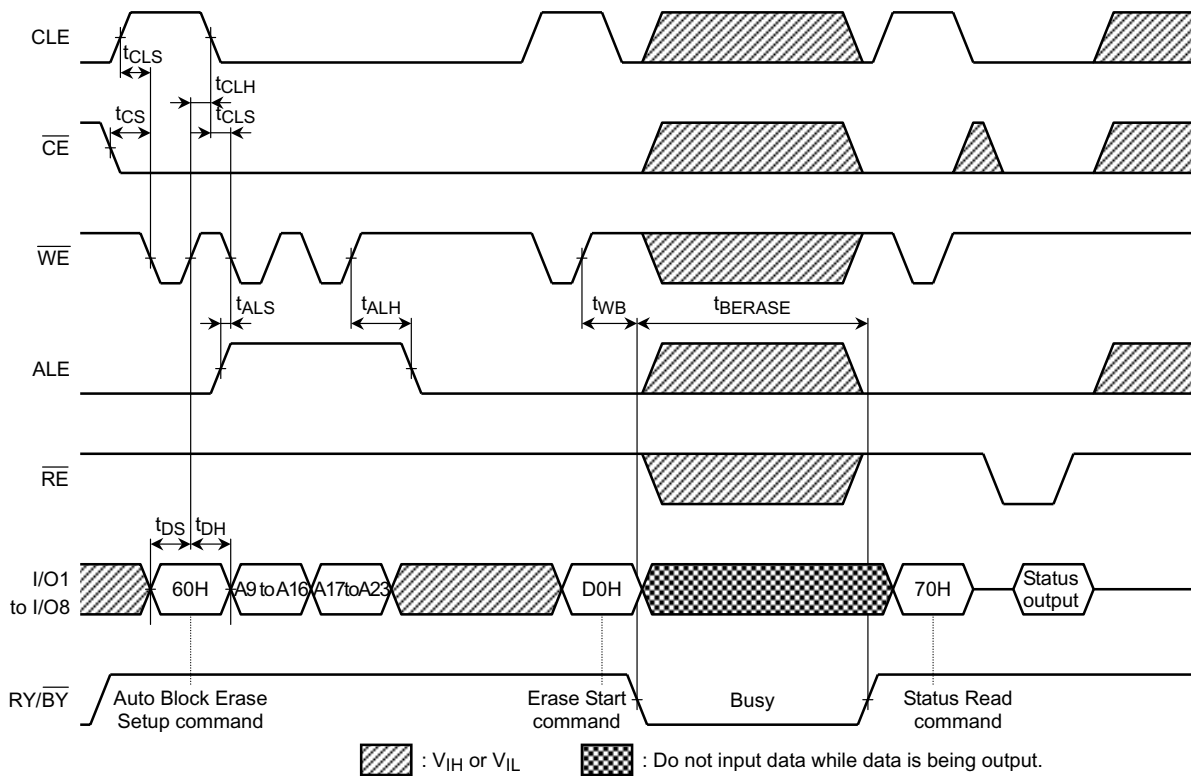 CLE
tCLS
tCLH
tCS
tCLS
CE
WE
tALS
tALH
tWB
tBERASE
ALE
RE
tDS
tDH
I/O1
to I/O8
60H
A9 to A16
A17 to A23
D0H
70H
Status
output
RY/BY
Auto Block Erase
Setup command
Erase Start
command
Busy
Status Read
command
: VIH or VIL
: Do not input data while data is being output.